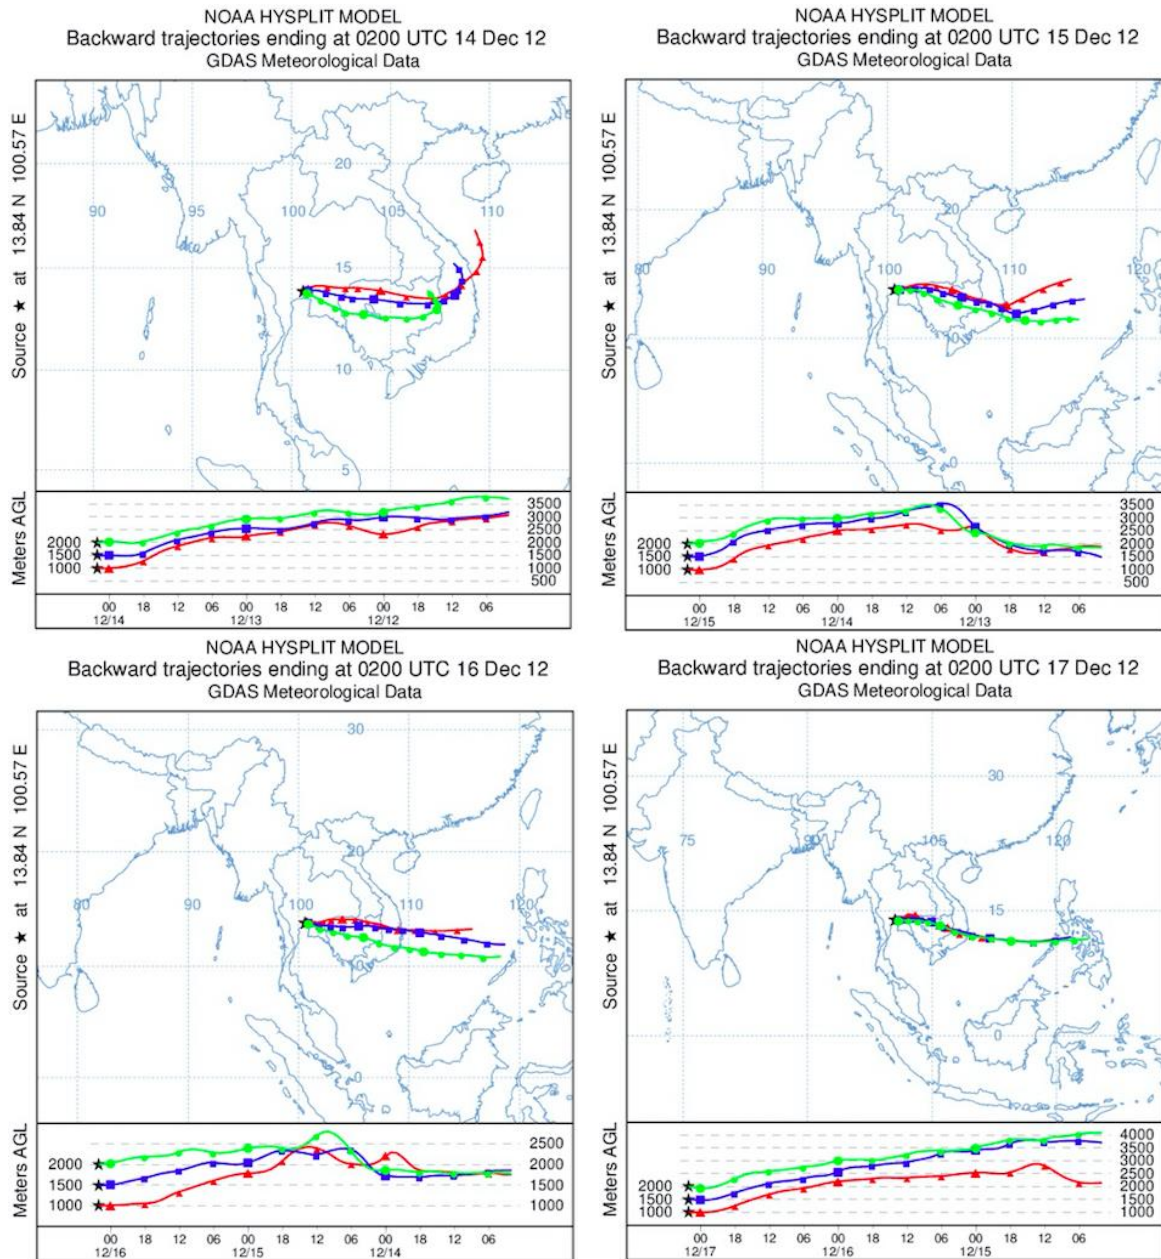 NOAA HYSPLIT MODEL
Backward trajectories ending at 0200 UTC 14 Dec 12
GDAS Meteorological Data
Source ★ at 13.84 N 100.57 E
20
90 95 100 105 110
15
10
5
Meters AGL
3500
3000
2000 2500
1500 2000
1000 1500
1000
500
00 18 12 06 00 18 12 06 00 18 12 06
12/14 12/13 12/12
NOAA HYSPLIT MODEL
Backward trajectories ending at 0200 UTC 15 Dec 12
GDAS Meteorological Data
Source ★ at 13.84 N 100.57 E
20
80 90 100 110 120
10
0
Meters AGL
3500
3000
2500
2000 2000
1500 1500
1000 1000
500
00 18 12 06 00 18 12 06 00 18 12 06
12/15 12/14 12/13
NOAA HYSPLIT MODEL
Backward trajectories ending at 0200 UTC 16 Dec 12
GDAS Meteorological Data
Source ★ at 13.84 N 100.57 E
30
20
80 90 100 110 120
10
0
Meters AGL
2500
2000 2000
1500 1500
1000 1000
00 18 12 06 00 18 12 06 00 18 12 06
12/16 12/15 12/14
NOAA HYSPLIT MODEL
Backward trajectories ending at 0200 UTC 17 Dec 12
GDAS Meteorological Data
Source ★ at 13.84 N 100.57 E
30
75 90 105 120
15
0
Meters AGL
4000
3500
3000
2500
2000 2000
1500 1500
1000 1000
00 18 12 06 00 18 12 06 00 18 12 06
12/17 12/16 12/15